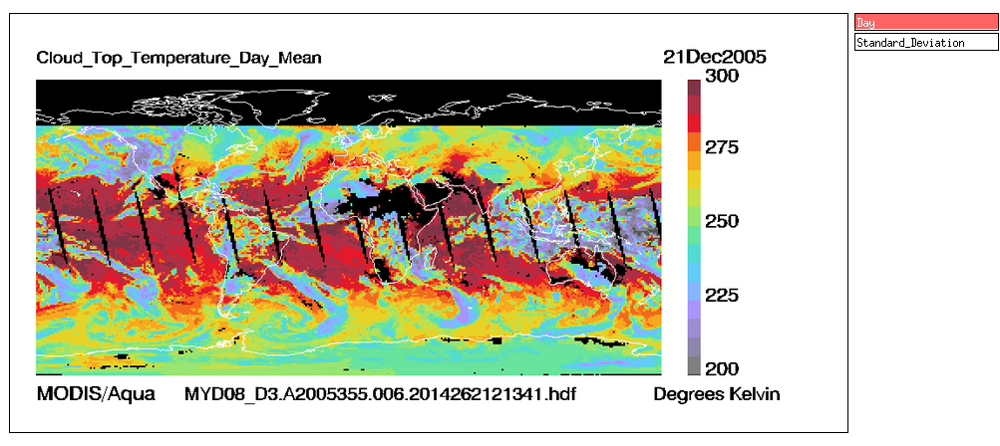 Day
Standard_Deviation
Cloud_Top_Temperature_Day_Mean
21Dec2005
300
275
250
225
200
MODIS/Aqua MYD08_D3.A2005355.006.2014262121341.hdf Degrees Kelvin